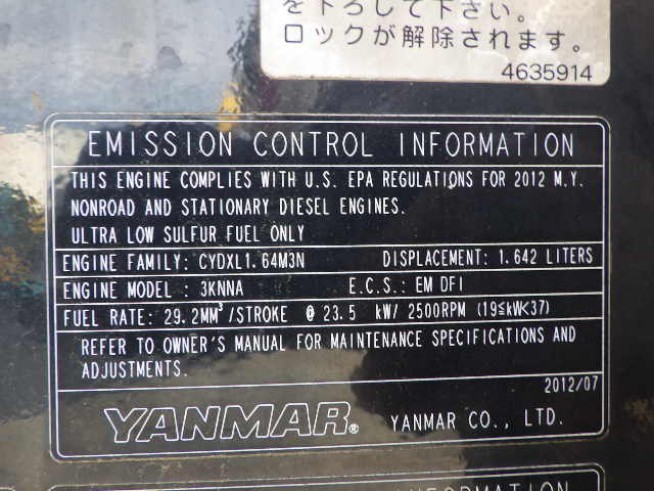 を下ろして下さい。
ロックが解除されます。
4635914
EMISSION CONTROL INFORMATION
THIS ENGINE COMPLIES WITH U.S. EPA REGULATIONS FOR 2012 M.Y.
NONROAD AND STATIONARY DIESEL ENGINES.
ULTRA LOW SULFUR FUEL ONLY
ENGINE FAMILY: CYDXL1.64M3N DISPLACEMENT: 1.642 LITERS
ENGINE MODEL : 3KNNA E.C.S.: EM DFI
FUEL RATE: 29.2MM³/STROKE @ 23.5 kW/ 2500RPM (19≤kW<37)
REFER TO OWNER'S MANUAL FOR MAINTENANCE SPECIFICATIONS AND
ADJUSTMENTS.
2012/07
YANMAR® YANMAR CO., LTD.
INFORMATION